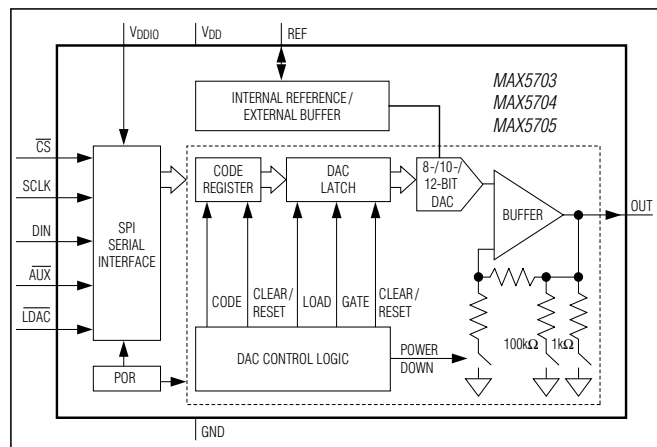 VDDIO
VDD
REF
MAX5703
MAX5704
MAX5705
INTERNAL REFERENCE /
EXTERNAL BUFFER
CS
SCLK
DIN
AUX
LDAC
SPI
SERIAL
INTERFACE
CODE
REGISTER
DAC
LATCH
8-/10-/
12-BIT
DAC
BUFFER
OUT
CODE
CLEAR/
RESET
LOAD
GATE
CLEAR/
RESET
100kΩ
1kΩ
DAC CONTROL LOGIC
POWER
DOWN
POR
GND